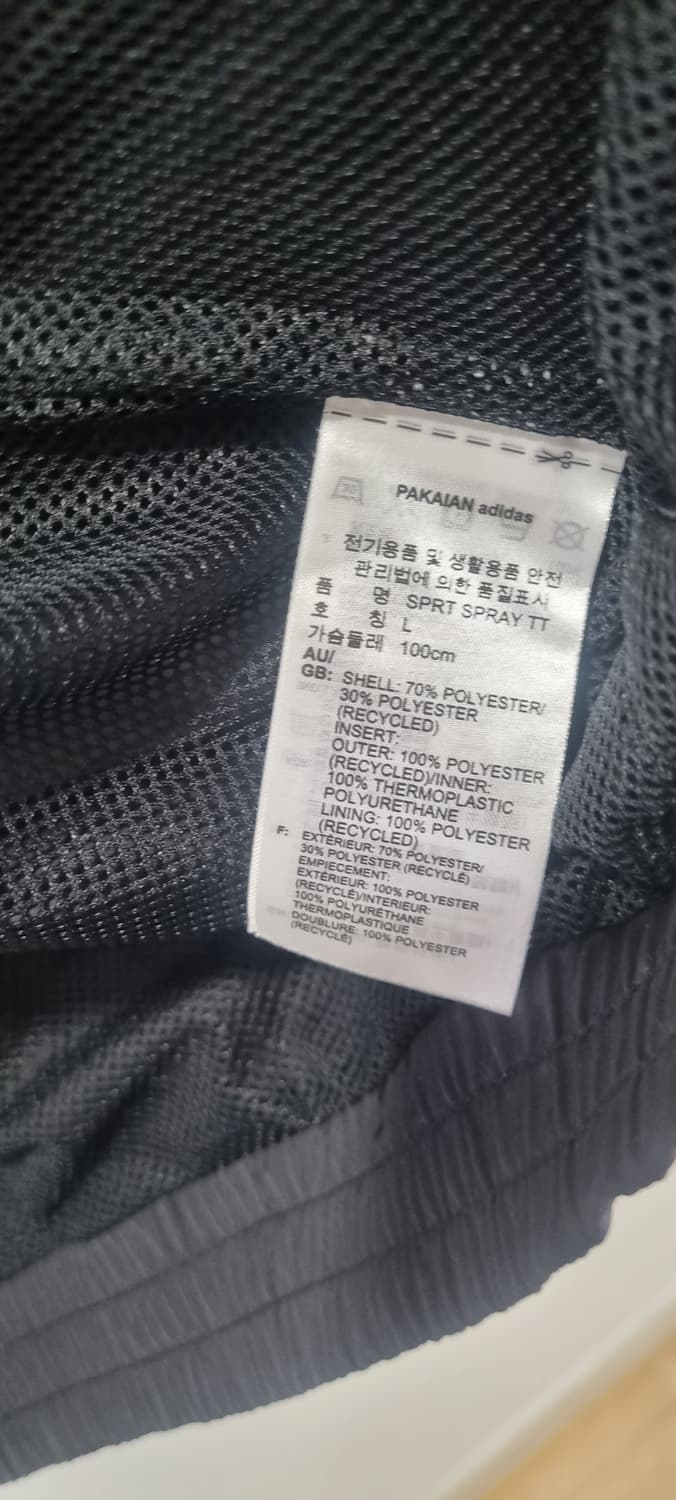 PAKAIAN adidas
전기용품 및 생활용품 안전
관리법에 의한 품질표시
품 명 SPRT SPRAY TT
호 칭 L
가슴둘레 100cm
AU/
GB: SHELL: 70% POLYESTER/
30% POLYESTER
(RECYCLED)
INSERT:
OUTER: 100% POLYESTER
(RECYCLED)/INNER:
100% THERMOPLASTIC
POLYURETHANE
LINING: 100% POLYESTER
(RECYCLED)
F: EXTÉRIEUR: 70% POLYESTER/
30% POLYESTER (RECYCLÉ)
EMPIECEMENT:
EXTÉRIEUR: 100% POLYESTER
(RECYCLÉ)/INTERIEUR:
100% POLYURÉTHANE
THERMOPLASTIQUE
DOUBLURE: 100% POLYESTER
(RECYCLÉ)